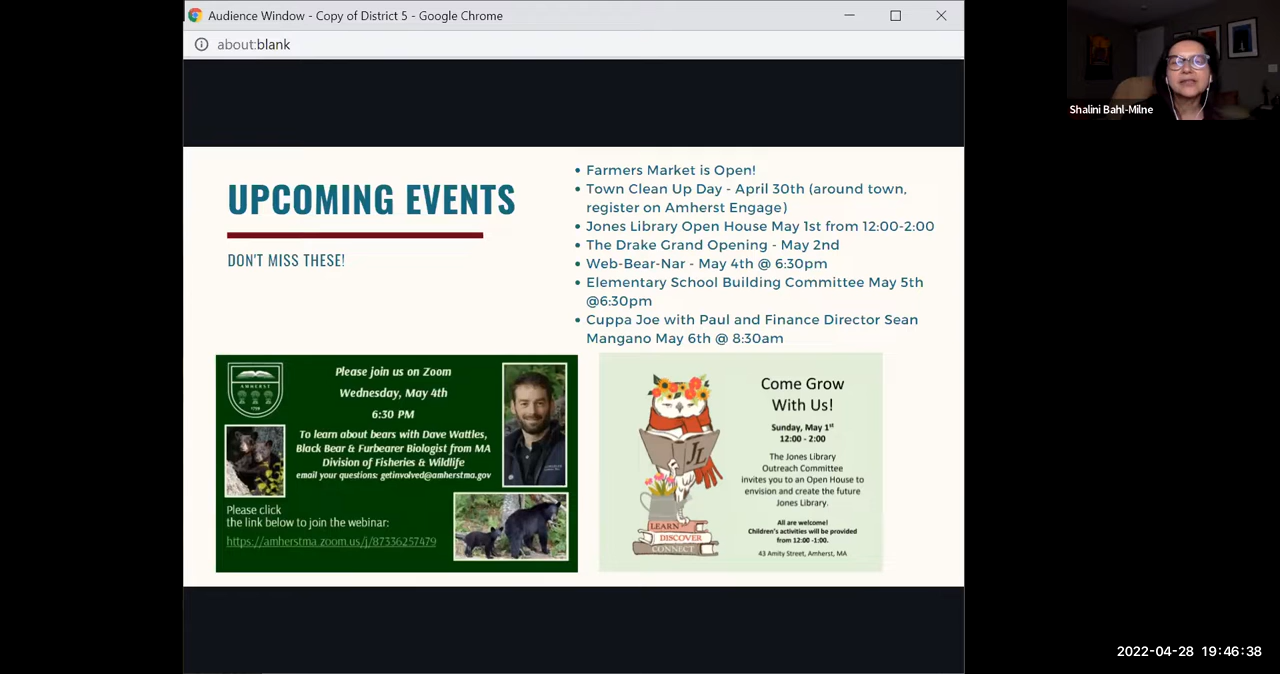 Audience Window - Copy of District 5 - Google Chrome
about:blank
UPCOMING EVENTS
DON'T MISS THESE!
• Farmers Market is Open!
• Town Clean Up Day - April 30th (around town,
register on Amherst Engage)
• Jones Library Open House May 1st from 12:00-2:00
• The Drake Grand Opening - May 2nd
• Web-Bear-Nar - May 4th @ 6:30pm
• Elementary School Building Committee May 5th
@6:30pm
• Cuppa Joe with Paul and Finance Director Sean
Mangano May 6th @ 8:30am
AMHERST
1759
Please join us on Zoom
Wednesday, May 4th
6:30 PM
To learn about bears with Dave Wattles,
Black Bear & Furbearer Biologist from MA
Division of Fisheries & Wildlife
email your questions: getinvolved@amherstma.gov
Please click
the link below to join the webinar:
https://amherstma.zoom.us/j/87336257479
JL
LEARN
DISCOVER
CONNECT
Come Grow
With Us!
Sunday, May 1st
12:00 - 2:00
The Jones Library
Outreach Committee
invites you to an Open House to
envision and create the future
Jones Library.
All are welcome!
Children's activities will be provided
from 12:00 -1:00.
43 Amity Street, Amherst, MA
Shalini Bahl-Milne
2022-04-28 19:46:38